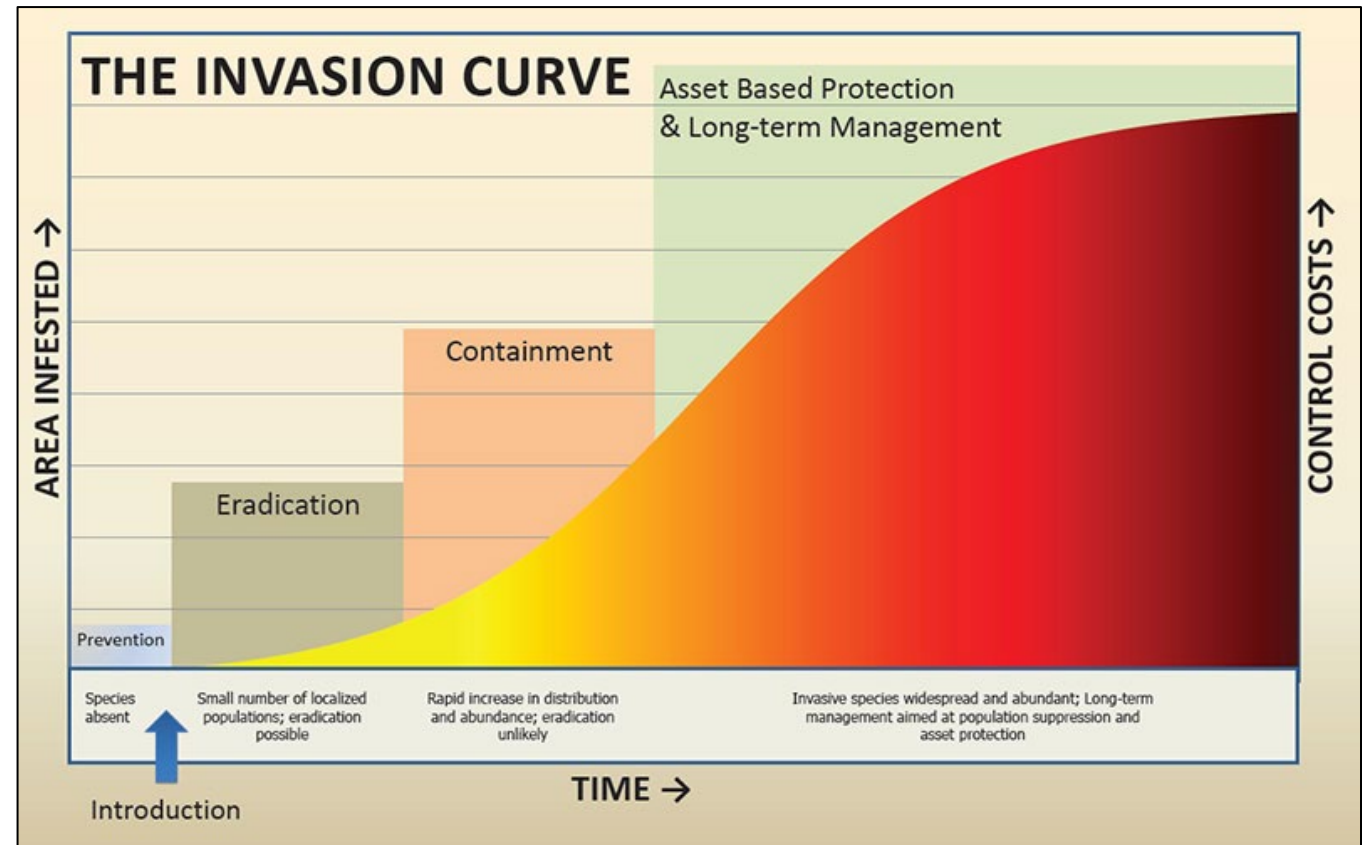 THE INVASION CURVE
Asset Based Protection
& Long-term Management
AREA INFESTED →
CONTROL COSTS →
Containment
Eradication
Prevention
Species
absent
Small number of localized
populations; eradication
possible
Rapid increase in distribution
and abundance; eradication
unlikely
Invasive species widespread and abundant; Long-term
management aimed at population suppression and
asset protection
TIME →
Introduction